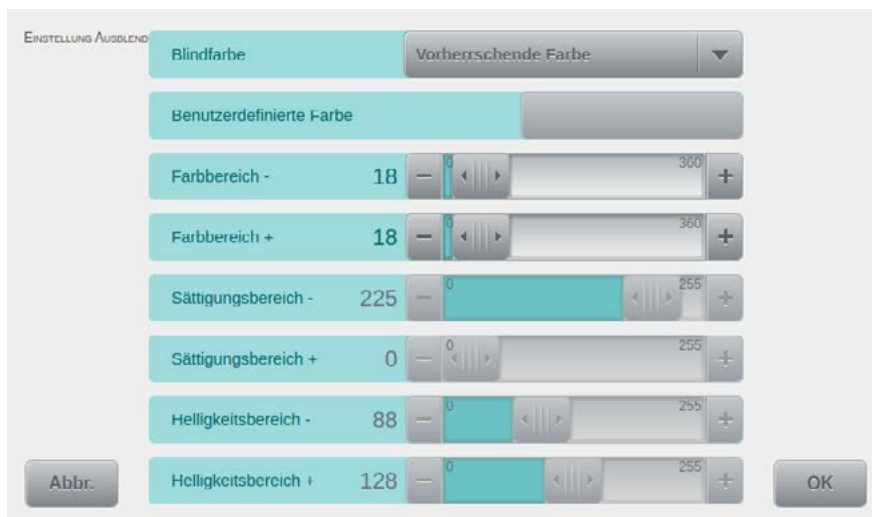 EINSTELLUNG AUSBLEND
Blindfarbe Vorherrschende Farbe
Benutzerdefinierte Farbe
Farbbereich - 18 − 0 360 +
Farbbereich + 18 − 0 360 +
Sättigungsbereich - 225 − 0 255 +
Sättigungsbereich + 0 − 0 255 +
Helligkeitsbereich - 88 − 0 255 +
Helligkeitsbereich + 128 − 0 255 +
Abbr. OK